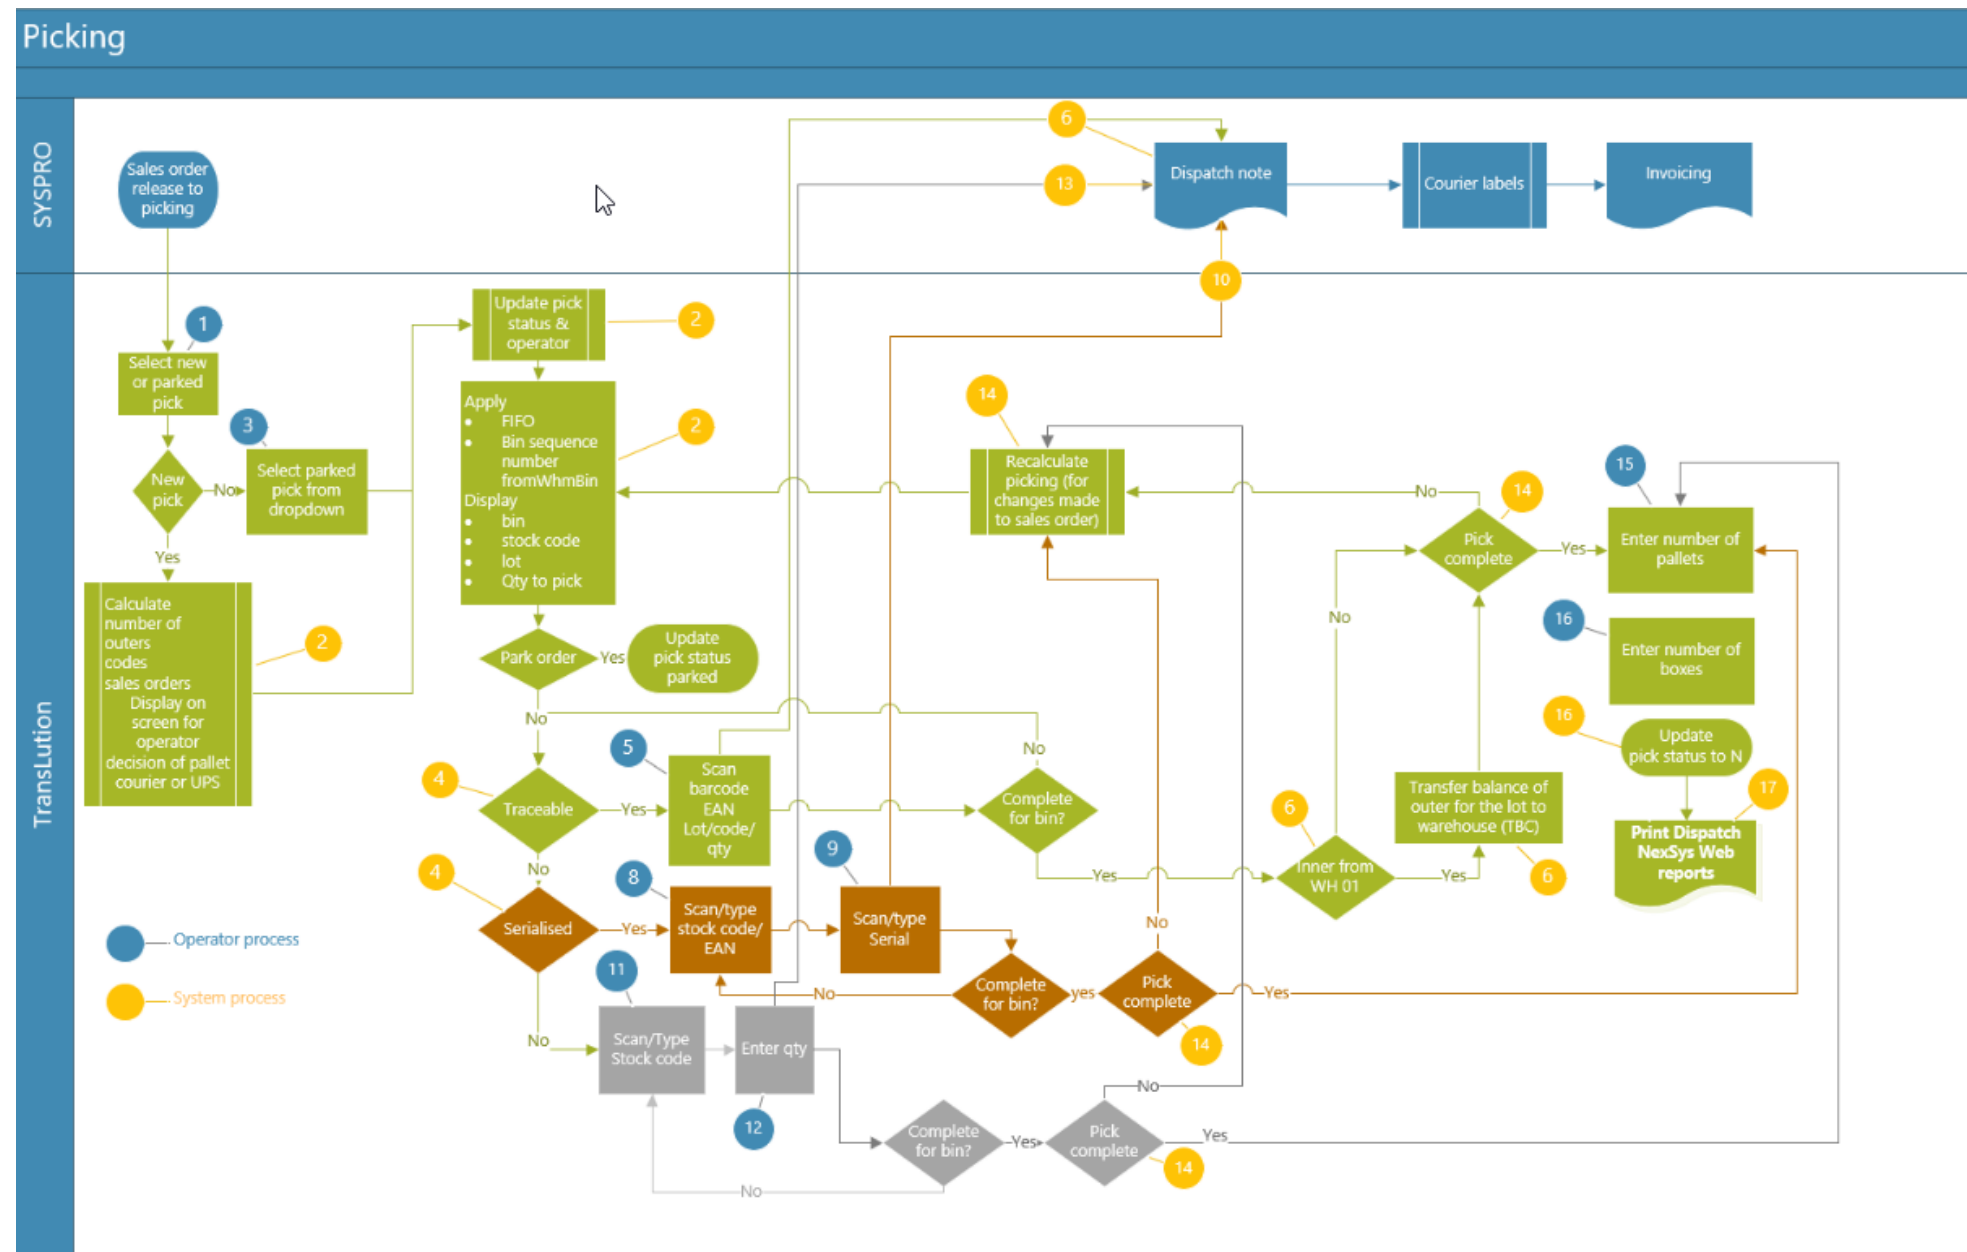 Picking
SYSPRO
Sales order
release to
picking
6
13
Dispatch note
Courier labels
Invoicing
10
TransLution
1
Select new
or parked
pick
3
New
pick
No
Select parked
pick from
dropdown
Yes
Calculate
number of
outers
codes
sales orders
Display on
screen for
operator
decision of pallet
courier or UPS
2
Update pick
status &
operator
2
Apply
• FIFO
• Bin sequence
number
fromWhmBin
Display
• bin
• stock code
• lot
• Qty to pick
2
Park order
Yes
Update
pick status
parked
No
4
Traceable
Yes
5
Scan
barcode
EAN
Lot/code/
qty
No
Complete
for bin?
Yes
No
4
Serialised
Yes
8
Scan/type
stock code/
EAN
9
Scan/type
Serial
No
Complete
for bin?
yes
Pick
complete
14
No
Yes
No
11
Scan/Type
Stock code
Enter qty
12
Complete
for bin?
Yes
No
Pick
complete
14
No
Yes
14
Recalculate
picking (for
changes made
to sales order)
No
14
Pick
complete
Yes
No
6
Inner from
WH 01
Yes
Transfer balance of
outer for the lot to
warehouse (TBC)
6
15
Enter number of
pallets
16
Enter number of
boxes
16
Update
pick status to N
17
Print Dispatch
NexSys Web
reports
Operator process
System process